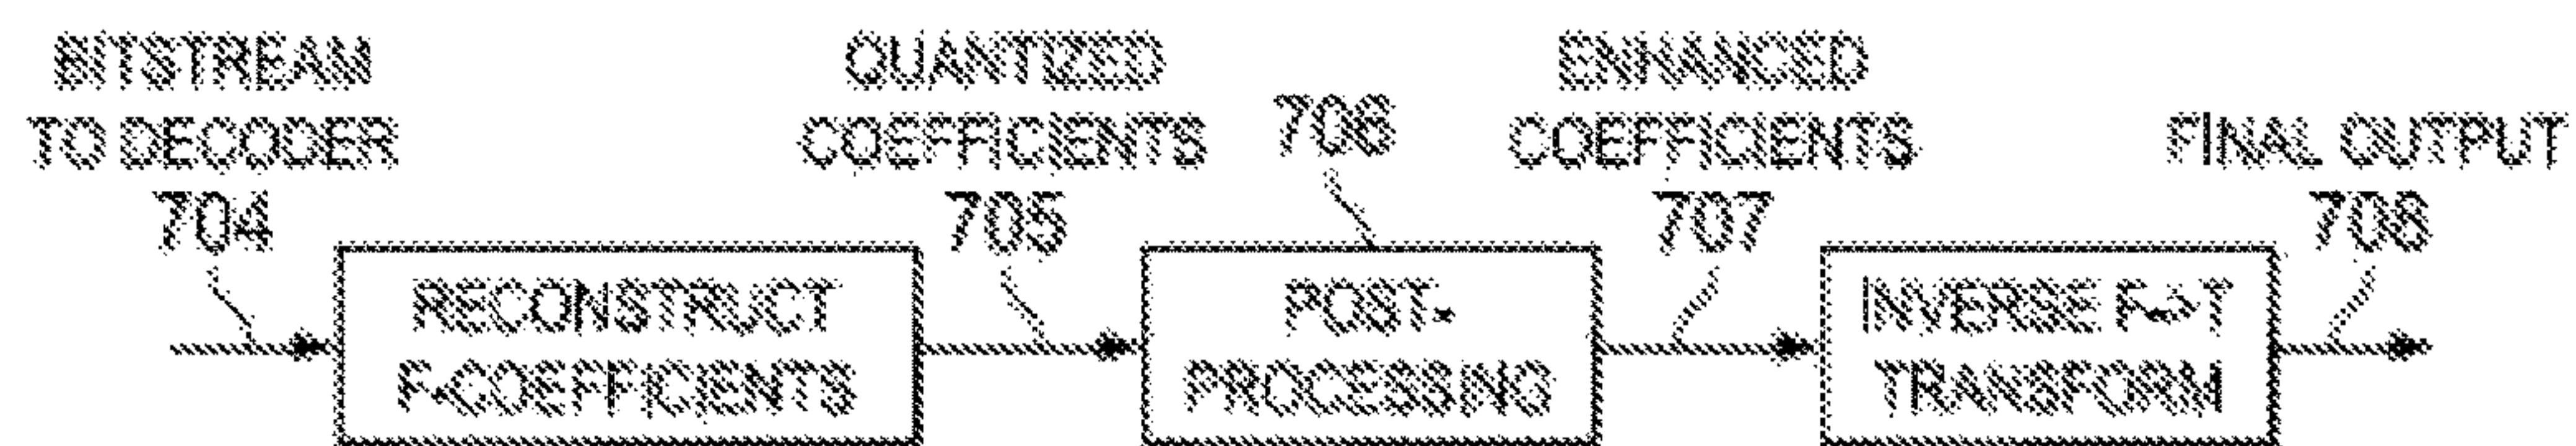 BITSTREAM
TO DECODER
704
QUANTIZED
COEFFICIENTS
705
706
ENHANCED
COEFFICIENTS
707
FINAL OUTPUT
708
RECONSTRUCT
F-COEFFICIENTS
POST-
PROCESSING
INVERSE F->T
TRANSFORM